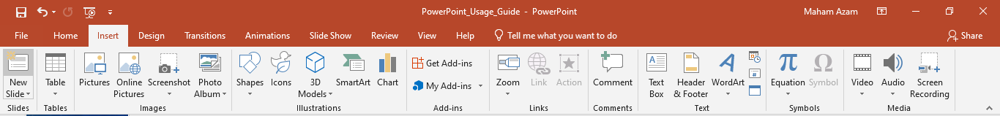 PowerPoint_Usage_Guide - PowerPoint
Maham Azam
File Home Insert Design Transitions Animations Slide Show Review View Help Tell me what you want to do Share
New Slide
Table
Pictures
Online Pictures
Screenshot
Photo Album
Shapes
Icons
3D Models
SmartArt
Chart
Get Add-ins
My Add-ins
Zoom
Link
Action
Comment
Text Box
Header & Footer
WordArt
Equation
Symbol
Video
Audio
Screen Recording
Slides Tables Images Illustrations Add-ins Links Comments Text Symbols Media